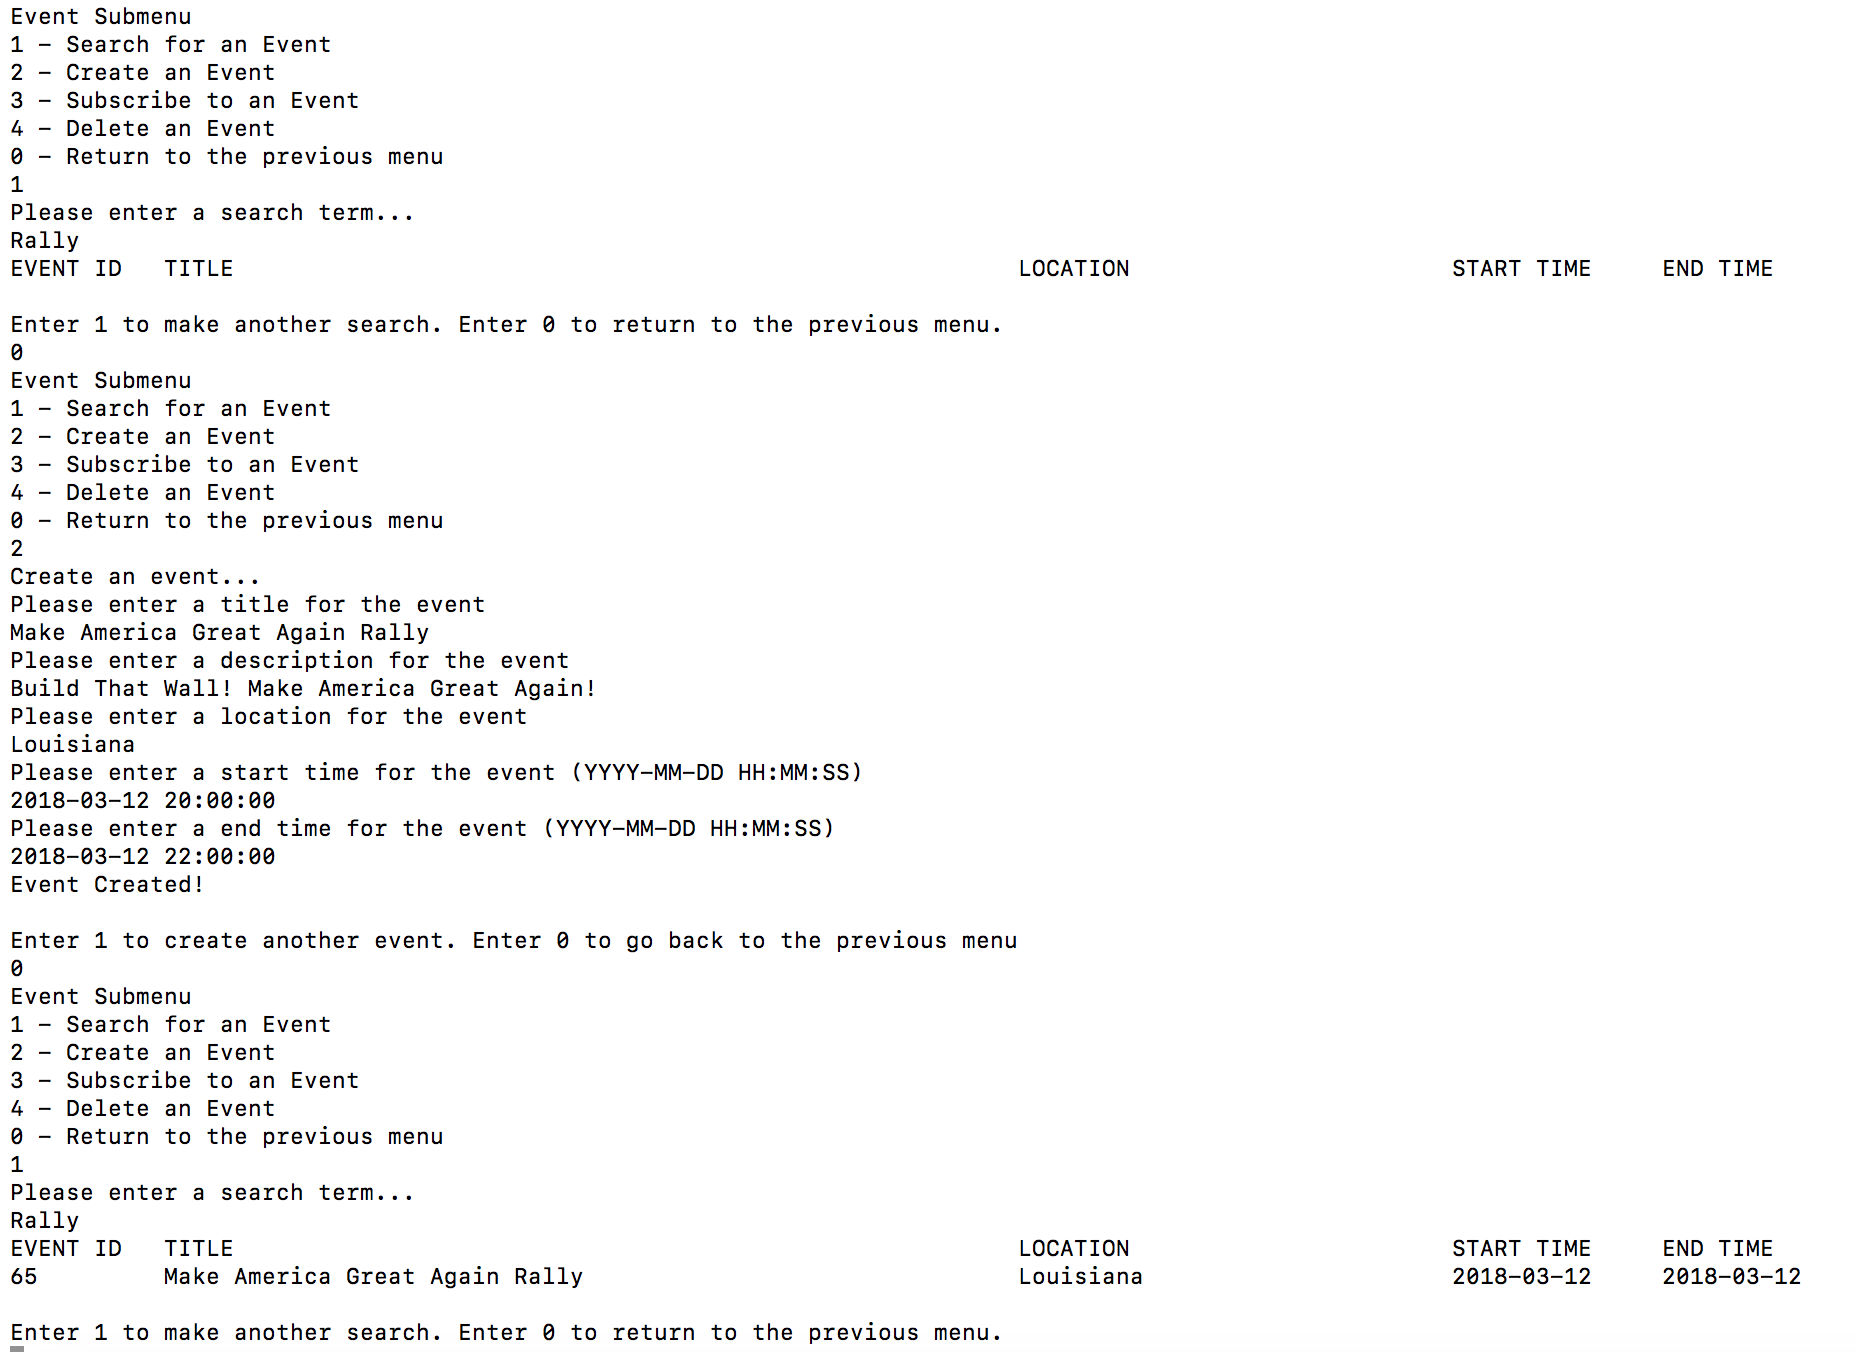 Event Submenu
1 – Search for an Event
2 – Create an Event
3 – Subscribe to an Event
4 – Delete an Event
0 – Return to the previous menu
1
Please enter a search term...
Rally
EVENT ID   TITLE   LOCATION   START TIME   END TIME
Enter 1 to make another search. Enter 0 to return to the previous menu.
0
Event Submenu
1 – Search for an Event
2 – Create an Event
3 – Subscribe to an Event
4 – Delete an Event
0 – Return to the previous menu
2
Create an event...
Please enter a title for the event
Make America Great Again Rally
Please enter a description for the event
Build That Wall! Make America Great Again!
Please enter a location for the event
Louisiana
Please enter a start time for the event (YYYY–MM–DD HH:MM:SS)
2018–03–12 20:00:00
Please enter a end time for the event (YYYY–MM–DD HH:MM:SS)
2018–03–12 22:00:00
Event Created!
Enter 1 to create another event. Enter 0 to go back to the previous menu
0
Event Submenu
1 – Search for an Event
2 – Create an Event
3 – Subscribe to an Event
4 – Delete an Event
0 – Return to the previous menu
1
Please enter a search term...
Rally
EVENT ID   TITLE   LOCATION   START TIME   END TIME
65   Make America Great Again Rally   Louisiana   2018–03–12   2018–03–12
Enter 1 to make another search. Enter 0 to return to the previous menu.